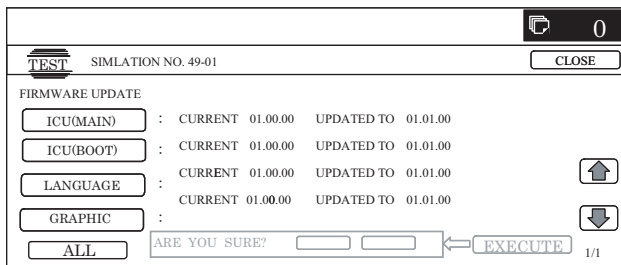 0
TEST SIMLATION NO. 49-01 CLOSE
FIRMWARE UPDATE
ICU(MAIN) : CURRENT 01.00.00 UPDATED TO 01.01.00
ICU(BOOT) : CURRENT 01.00.00 UPDATED TO 01.01.00
LANGUAGE : CURRENT 01.00.00 UPDATED TO 01.01.00
GRAPHIC : CURRENT 01.00.00 UPDATED TO 01.01.00
ALL ARE YOU SURE? EXECUTE 1/1